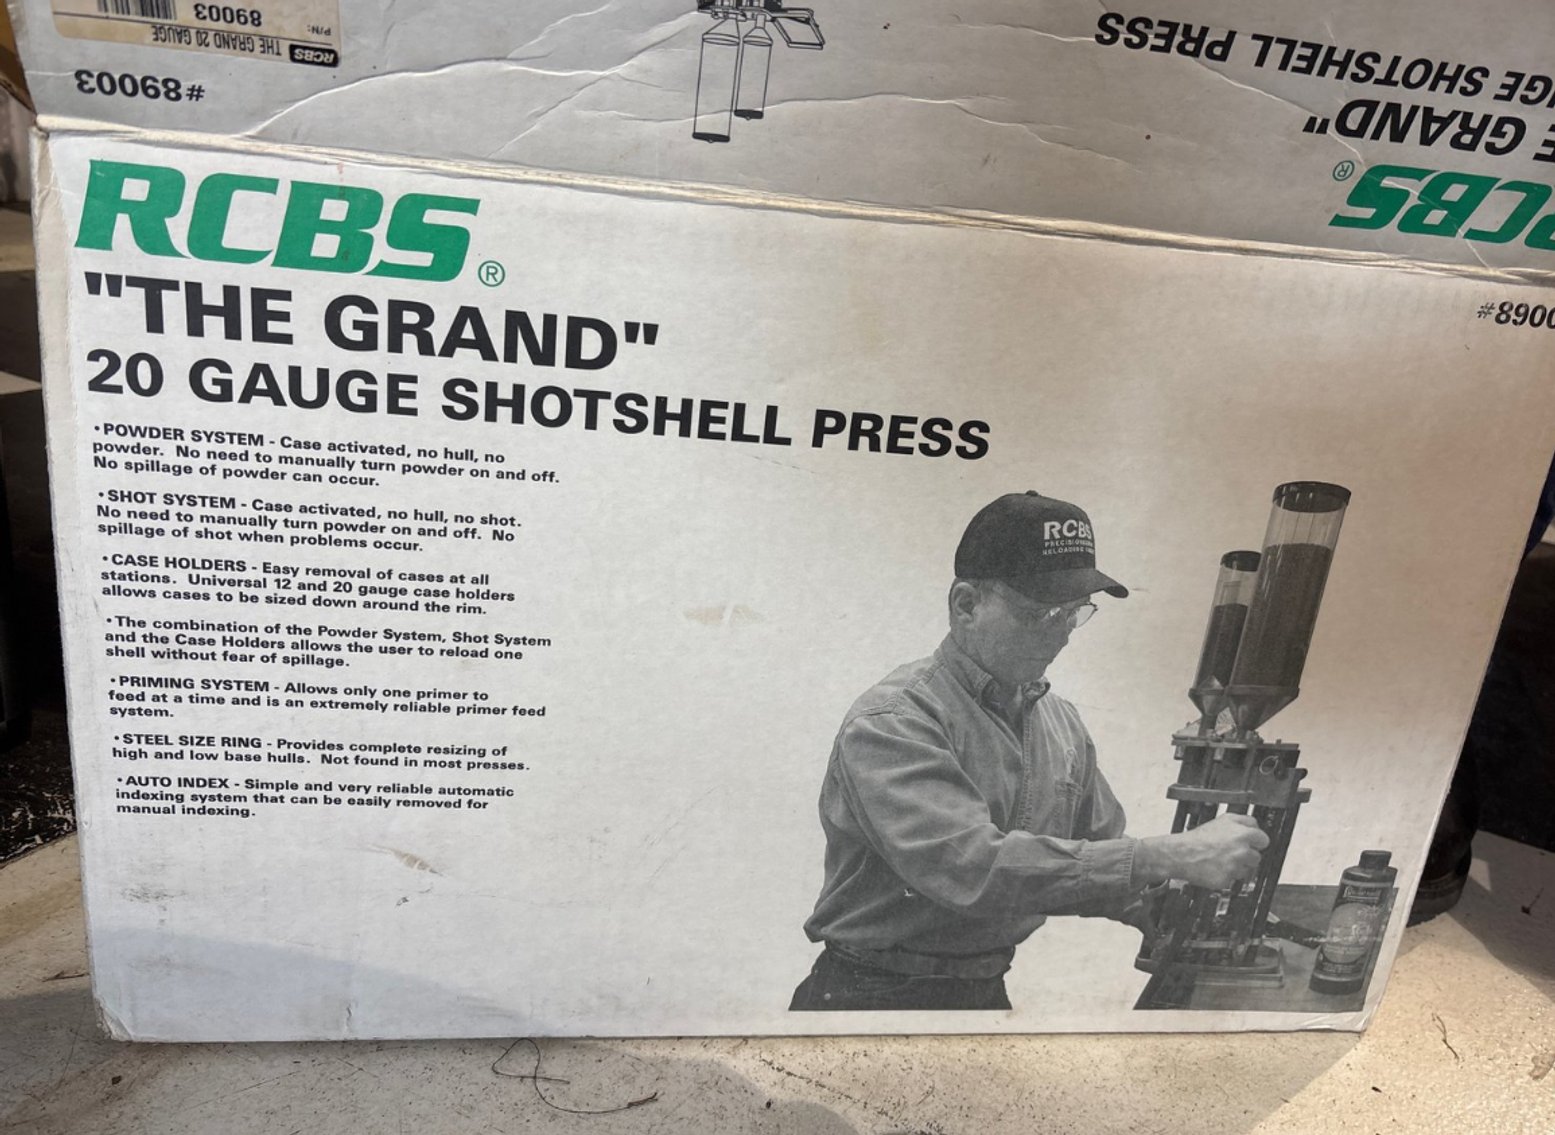 RCBS THE GRAND 20 GAUGE
P/N:
89003
#89003
RCBS®
"THE GRAND"
GE SHOTSHELL PRESS
RCBS®
"THE GRAND"
20 GAUGE SHOTSHELL PRESS
#8900
•POWDER SYSTEM - Case activated, no hull, no
powder. No need to manually turn powder on and off.
No spillage of powder can occur.
•SHOT SYSTEM - Case activated, no hull, no shot.
No need to manually turn powder on and off. No
spillage of shot when problems occur.
•CASE HOLDERS - Easy removal of cases at all
stations. Universal 12 and 20 gauge case holders
allows cases to be sized down around the rim.
•The combination of the Powder System, Shot System
and the Case Holders allows the user to reload one
shell without fear of spillage.
•PRIMING SYSTEM - Allows only one primer to
feed at a time and is an extremely reliable primer feed
system.
•STEEL SIZE RING - Provides complete resizing of
high and low base hulls. Not found in most presses.
•AUTO INDEX - Simple and very reliable automatic
indexing system that can be easily removed for
manual indexing.
RCBS
RELOADING